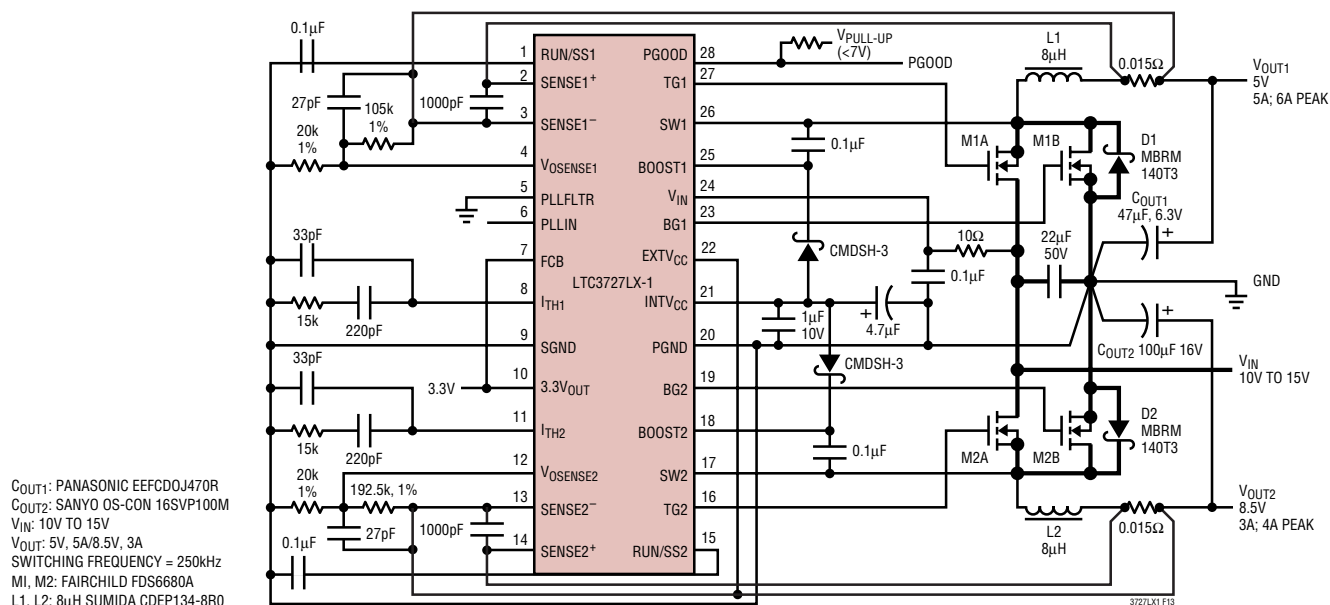 0.1µF
27pF
105k
1%
20k
1%
1000pF
33pF
15k
220pF
33pF
15k
220pF
20k
1%
192.5k, 1%
27pF
1000pF
0.1µF
3.3V
1 RUN/SS1
2 SENSE1+
3 SENSE1–
4 VOSENSE1
5 PLLFLTR
6 PLLIN
7 FCB
8 ITH1
9 SGND
10 3.3VOUT
11 ITH2
12 VOSENSE2
13 SENSE2–
14 SENSE2+
LTC3727LX-1
PGOOD 28
TG1 27
SW1 26
BOOST1 25
VIN 24
BG1 23
EXTVCC 22
INTVCC 21
PGND 20
BG2 19
BOOST2 18
SW2 17
TG2 16
RUN/SS2 15
VPULL-UP
(<7V)
PGOOD
0.1µF
CMDSH-3
1µF
10V
4.7µF
0.1µF
10Ω
CMDSH-3
0.1µF
L1
8µH
0.015Ω
VOUT1
5V
5A; 6A PEAK
M1A
M1B
D1
MBRM
140T3
COUT1
47µF, 6.3V
22µF
50V
GND
COUT2 100µF 16V
VIN
10V TO 15V
M2A
M2B
D2
MBRM
140T3
L2
8µH
0.015Ω
VOUT2
8.5V
3A; 4A PEAK
COUT1: PANASONIC EEFCDOJ470R
COUT2: SANYO OS-CON 16SVP100M
VIN: 10V TO 15V
VOUT: 5V, 5A/8.5V, 3A
SWITCHING FREQUENCY = 250kHz
MI, M2: FAIRCHILD FDS6680A
L1, L2: 8µH SUMIDA CDEP134-8R0
3727LX1 F13